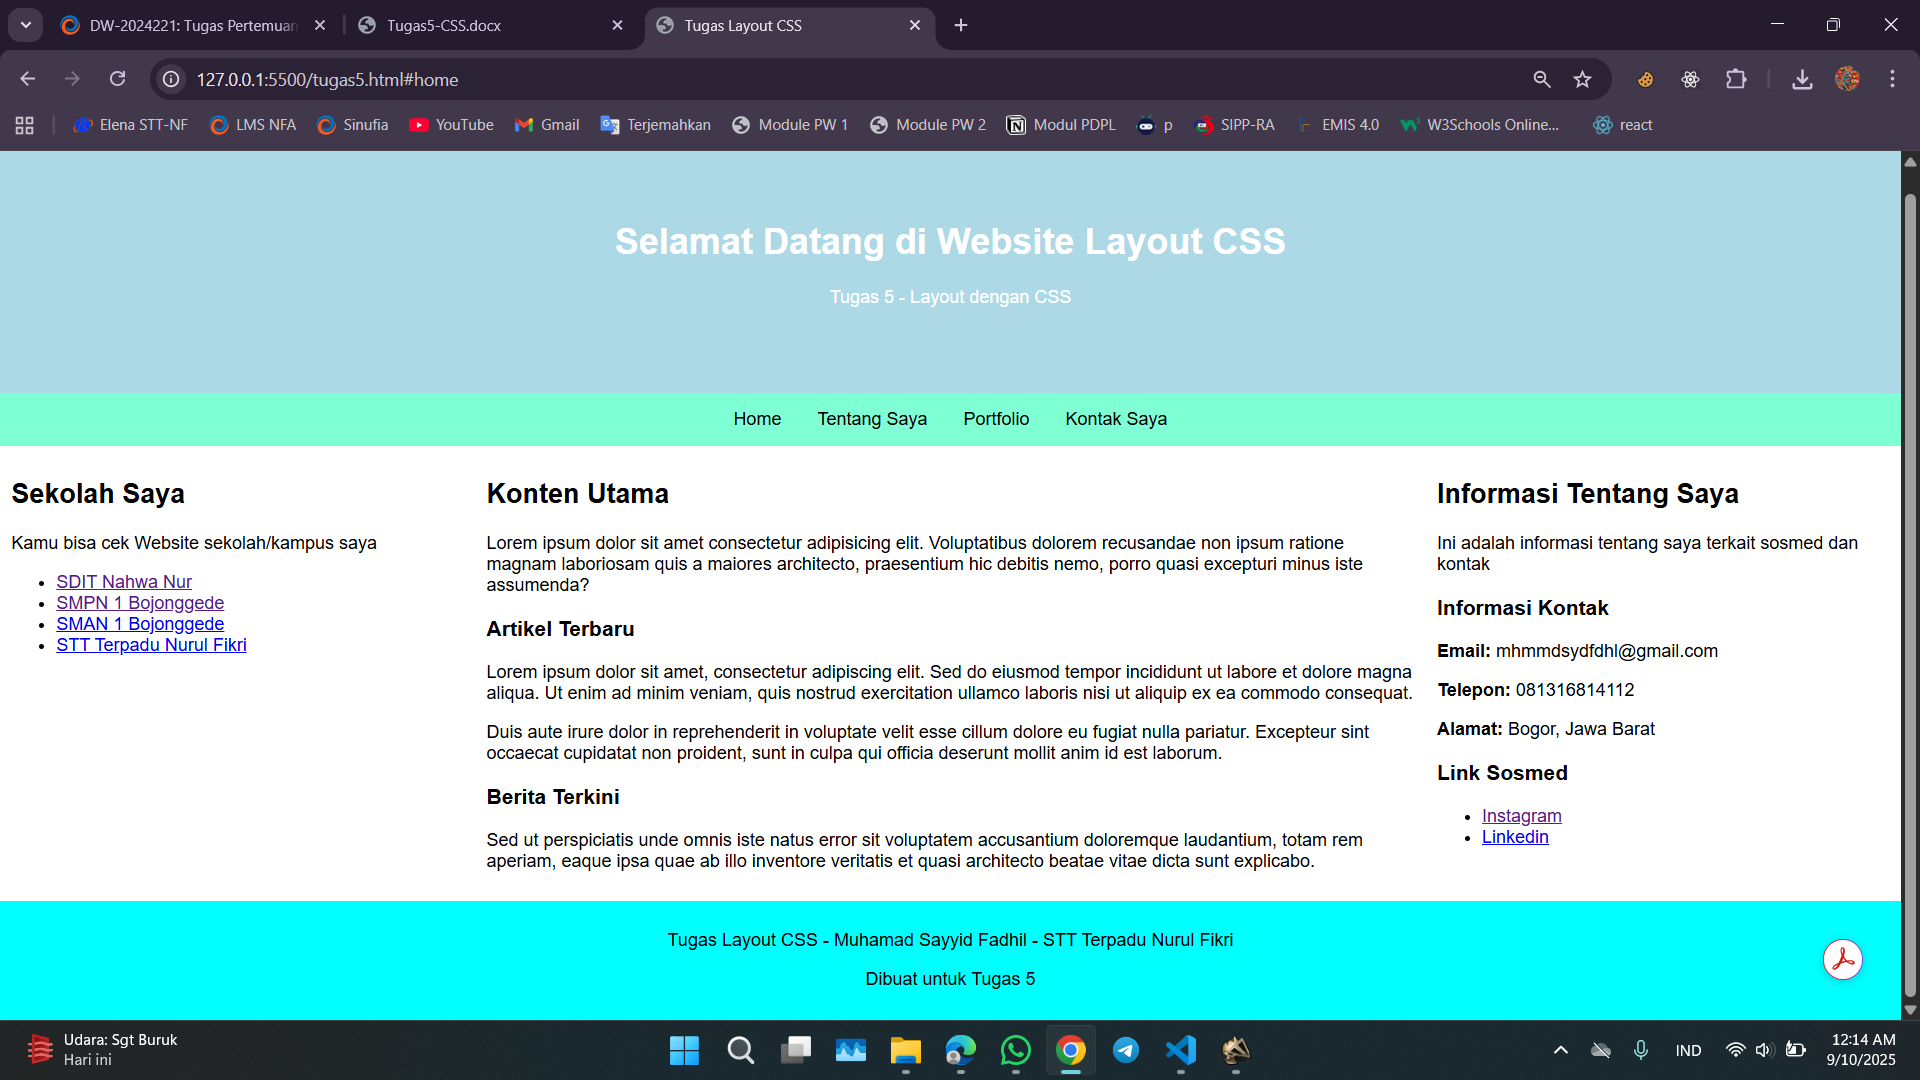 DW-2024221: Tugas Pertemuan
Tugas5-CSS.docx
Tugas Layout CSS
127.0.0.1:5500/tugas5.html#home
Elena STT-NF
LMS NFA
Sinufia
YouTube
Gmail
Terjemahkan
Module PW 1
Module PW 2
Modul PDPL
p
SIPP-RA
EMIS 4.0
W3Schools Online...
react
Selamat Datang di Website Layout CSS
Tugas 5 - Layout dengan CSS
Home
Tentang Saya
Portfolio
Kontak Saya
Sekolah Saya
Kamu bisa cek Website sekolah/kampus saya
SDIT Nahwa Nur
SMPN 1 Bojonggede
SMAN 1 Bojonggede
STT Terpadu Nurul Fikri
Konten Utama
Lorem ipsum dolor sit amet consectetur adipisicing elit. Voluptatibus dolorem recusandae non ipsum ratione
magnam laboriosam quis a maiores architecto, praesentium hic debitis nemo, porro quasi excepturi minus iste
assumenda?
Artikel Terbaru
Lorem ipsum dolor sit amet, consectetur adipiscing elit. Sed do eiusmod tempor incididunt ut labore et dolore magna
aliqua. Ut enim ad minim veniam, quis nostrud exercitation ullamco laboris nisi ut aliquip ex ea commodo consequat.
Duis aute irure dolor in reprehenderit in voluptate velit esse cillum dolore eu fugiat nulla pariatur. Excepteur sint
occaecat cupidatat non proident, sunt in culpa qui officia deserunt mollit anim id est laborum.
Berita Terkini
Sed ut perspiciatis unde omnis iste natus error sit voluptatem accusantium doloremque laudantium, totam rem
aperiam, eaque ipsa quae ab illo inventore veritatis et quasi architecto beatae vitae dicta sunt explicabo.
Informasi Tentang Saya
Ini adalah informasi tentang saya terkait sosmed dan
kontak
Informasi Kontak
Email: mhmmdsydfdhl@gmail.com
Telepon: 081316814112
Alamat: Bogor, Jawa Barat
Link Sosmed
Instagram
Linkedin
Tugas Layout CSS - Muhamad Sayyid Fadhil - STT Terpadu Nurul Fikri
Dibuat untuk Tugas 5
Udara: Sgt Buruk
Hari ini
IND
12:14 AM
9/10/2025